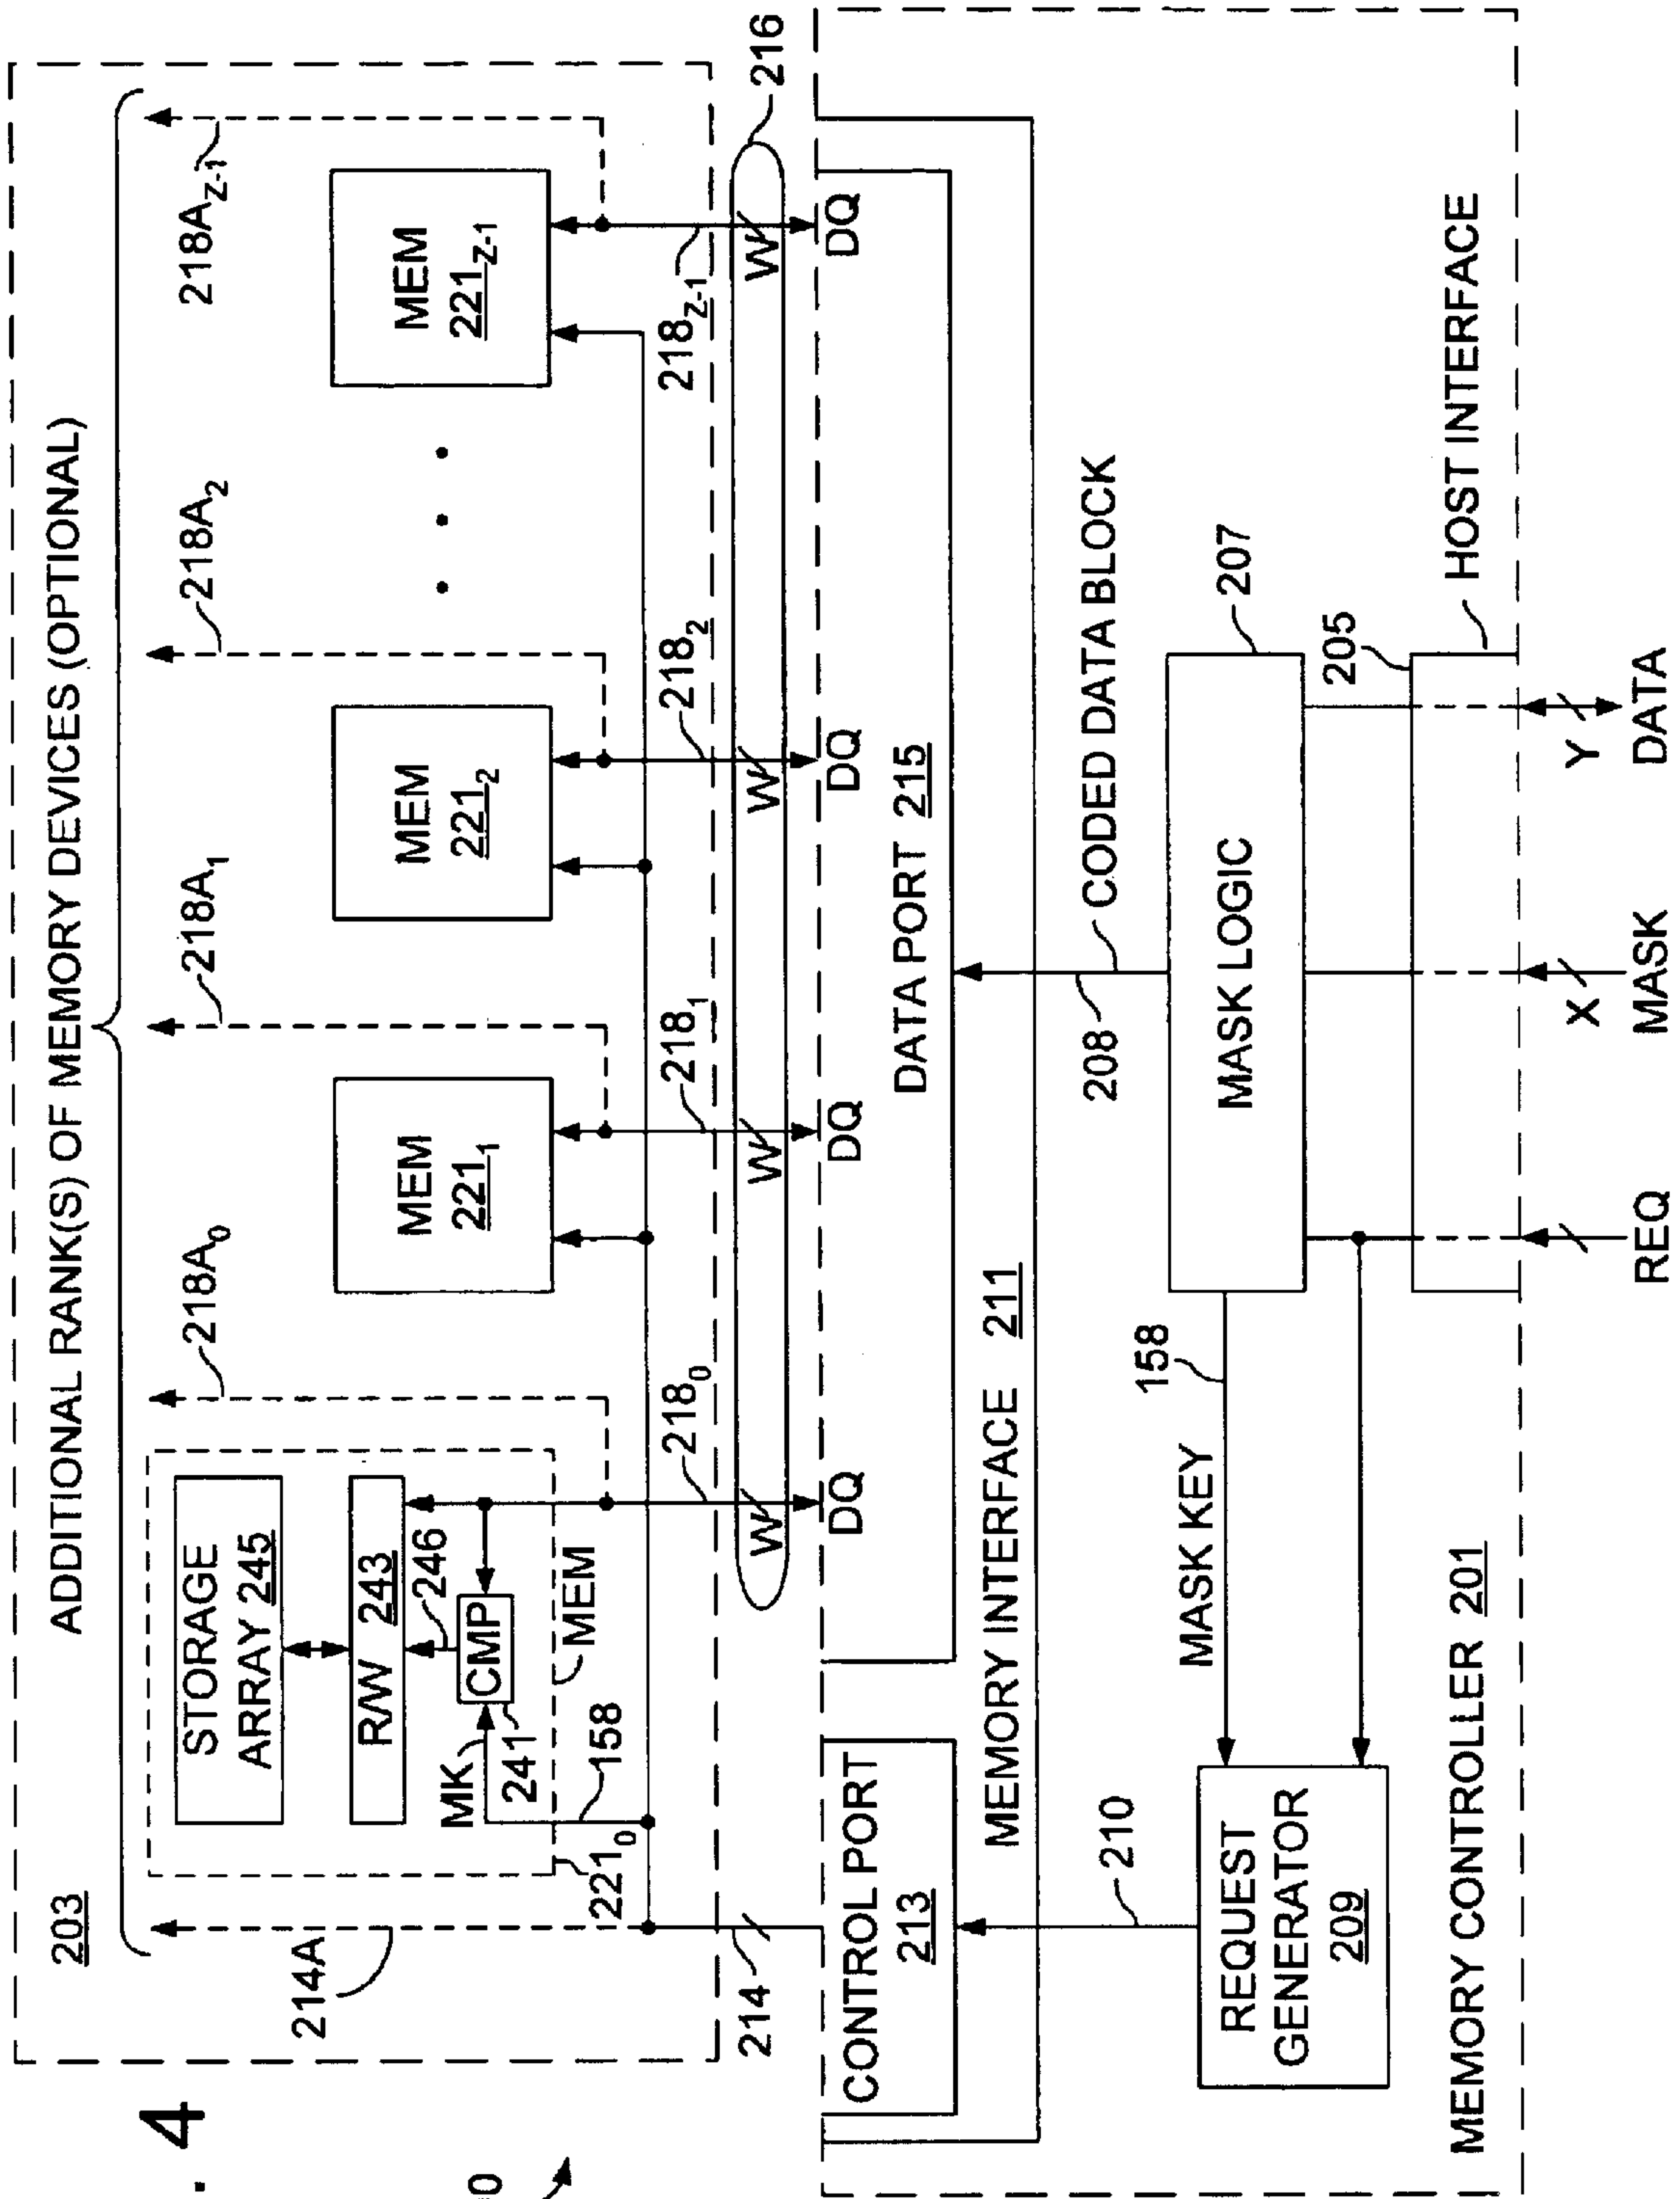 . 4
0
203
ADDITIONAL RANK(S) OF MEMORY DEVICES (OPTIONAL)
214A
218A0
218A1
218A2
218AZ-1
STORAGE
ARRAY 245
R/W 243
246
CMP
MK
241
158
MEM
2210
MEM
2211
MEM
2212
MEM
221Z-1
214
2180
2181
2182
218Z-1
216
W
W
W
W
DQ
DQ
DQ
DQ
CONTROL PORT
213
DATA PORT 215
MEMORY INTERFACE 211
210
208
CODED DATA BLOCK
REQUEST
GENERATOR
209
MASK KEY
158
MASK LOGIC
207
205
HOST INTERFACE
MEMORY CONTROLLER 201
X
Y
REQ
MASK
DATA